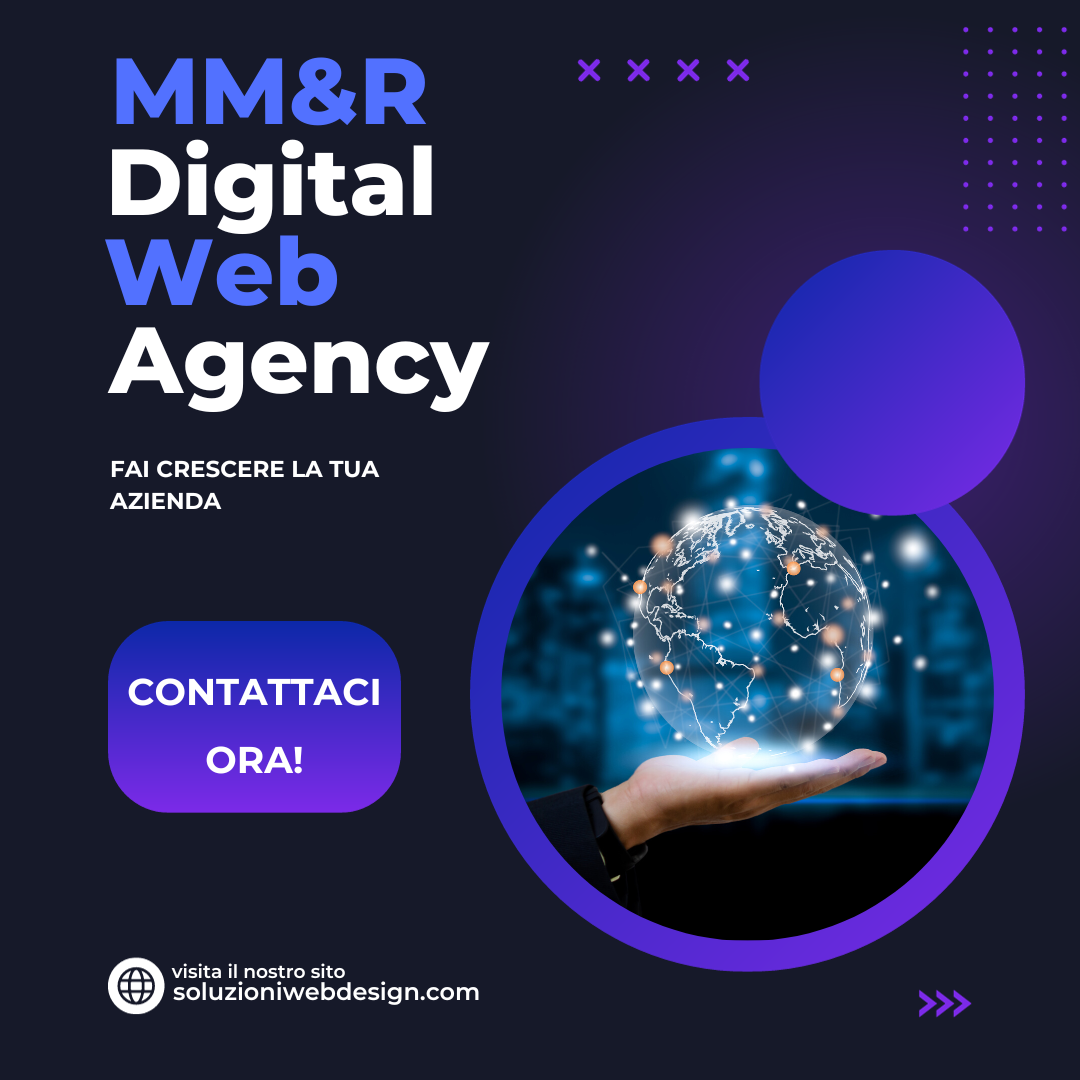 MM&R
Digital
Web
Agency
FAI CRESCERE LA TUA
AZIENDA
CONTATTACI
ORA!
visita il nostro sito
soluzioniwebdesign.com